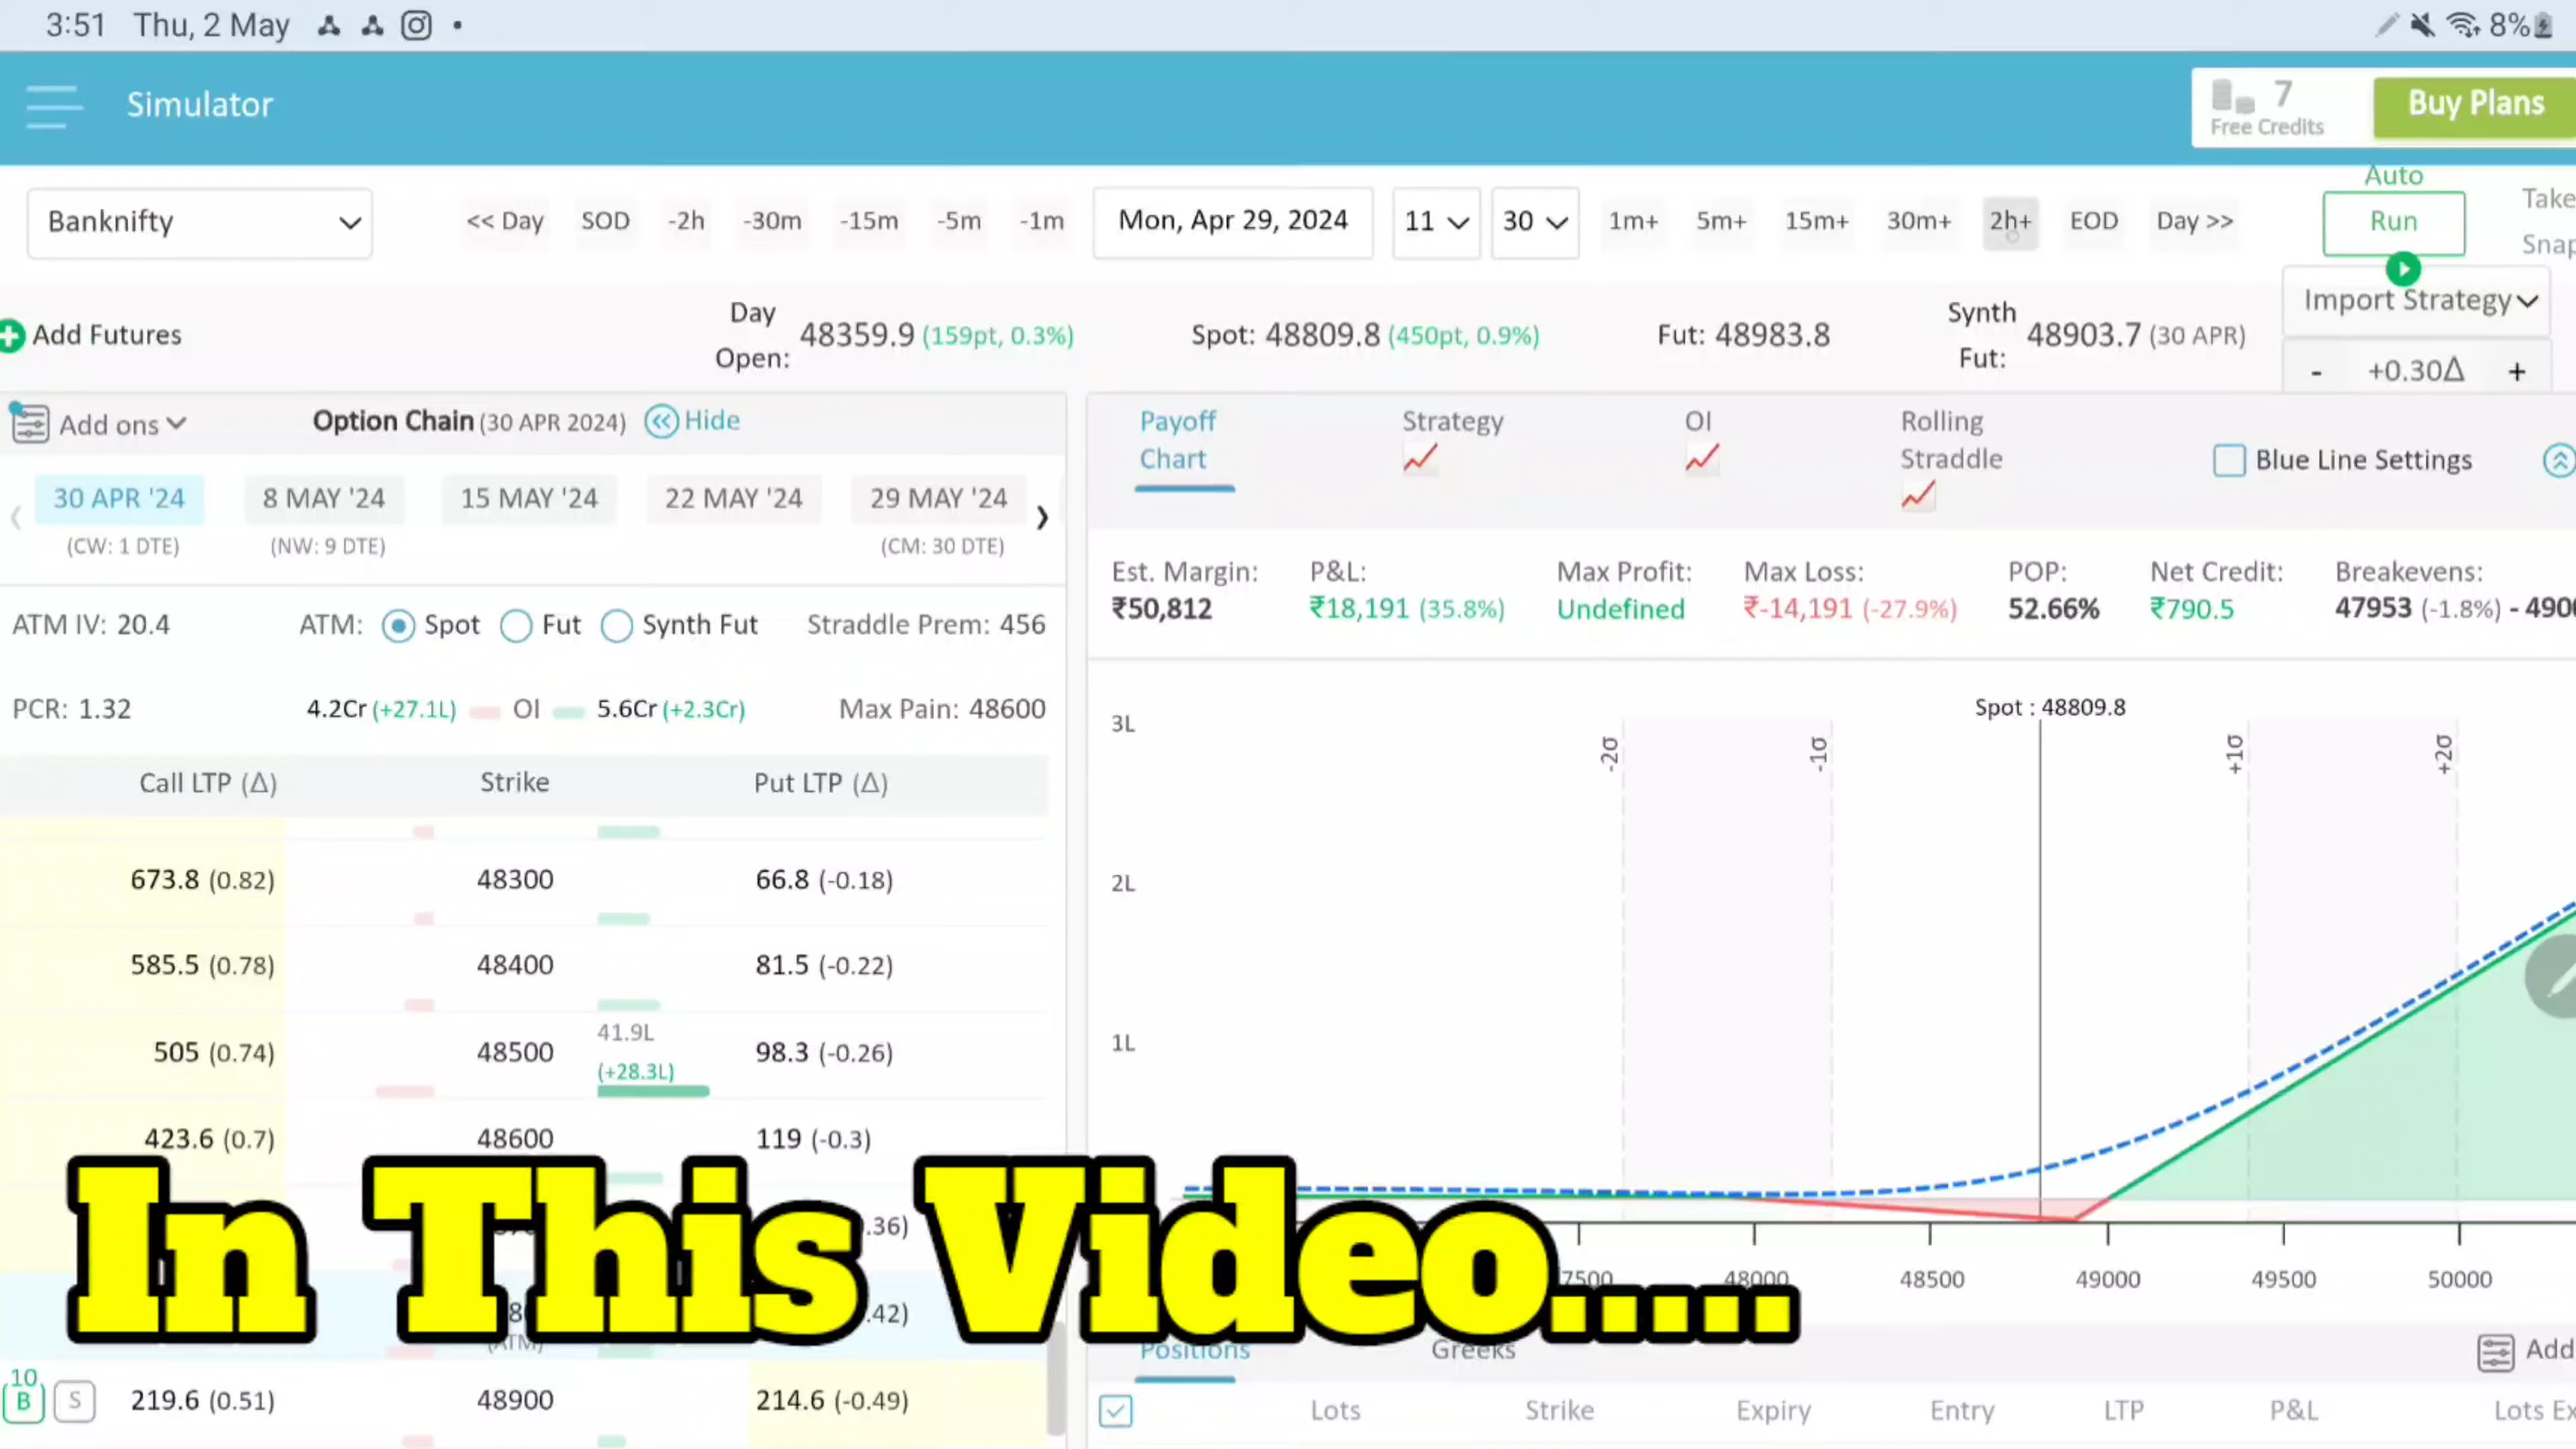 3:51 Thu, 2 May
8%
Simulator
7
Free Credits
Buy Plans
Banknifty
<< Day SOD -2h -30m -15m -5m -1m Mon, Apr 29, 2024 11 30 1m+ 5m+ 15m+ 30m+ 2h+ EOD Day >>
Auto
Run
Take
Import Strategy
- +0.30Δ +
Add Futures
Day Open: 48359.9 (159pt, 0.3%)
Spot: 48809.8 (450pt, 0.9%)
Fut: 48983.8
Synth Fut: 48903.7 (30 APR)
Add ons
Option Chain (30 APR 2024) Hide
30 APR '24 8 MAY '24 15 MAY '24 22 MAY '24 29 MAY '24
(CW: 1 DTE) (NW: 9 DTE) (CM: 30 DTE)
ATM IV: 20.4 ATM: Spot Fut Synth Fut Straddle Prem: 456
PCR: 1.32 4.2Cr (+27.1L) OI 5.6Cr (+2.3Cr) Max Pain: 48600
Call LTP (Δ) Strike Put LTP (Δ)
673.8 (0.82) 48300 66.8 (-0.18)
585.5 (0.78) 48400 81.5 (-0.22)
41.9L
505 (0.74) 48500 98.3 (-0.26)
(+28.3L)
423.6 (0.7) 48600 119 (-0.3)
.36)
.42)
10
B S 219.6 (0.51) 48900 214.6 (-0.49)
Payoff Chart
Strategy
OI
Rolling Straddle
Blue Line Settings
Est. Margin: P&L: Max Profit: Max Loss: POP: Net Credit: Breakevens:
₹50,812 ₹18,191 (35.8%) Undefined ₹-14,191 (-27.9%) 52.66% ₹790.5 47953 (-1.8%) - 490
Spot : 48809.8
3L
-2σ -1σ +1σ +2σ
2L
1L
7500 48000 48500 49000 49500 50000
In This Video.....
Positions Greeks Add
Lots Strike Expiry Entry LTP P&L Lots Ex